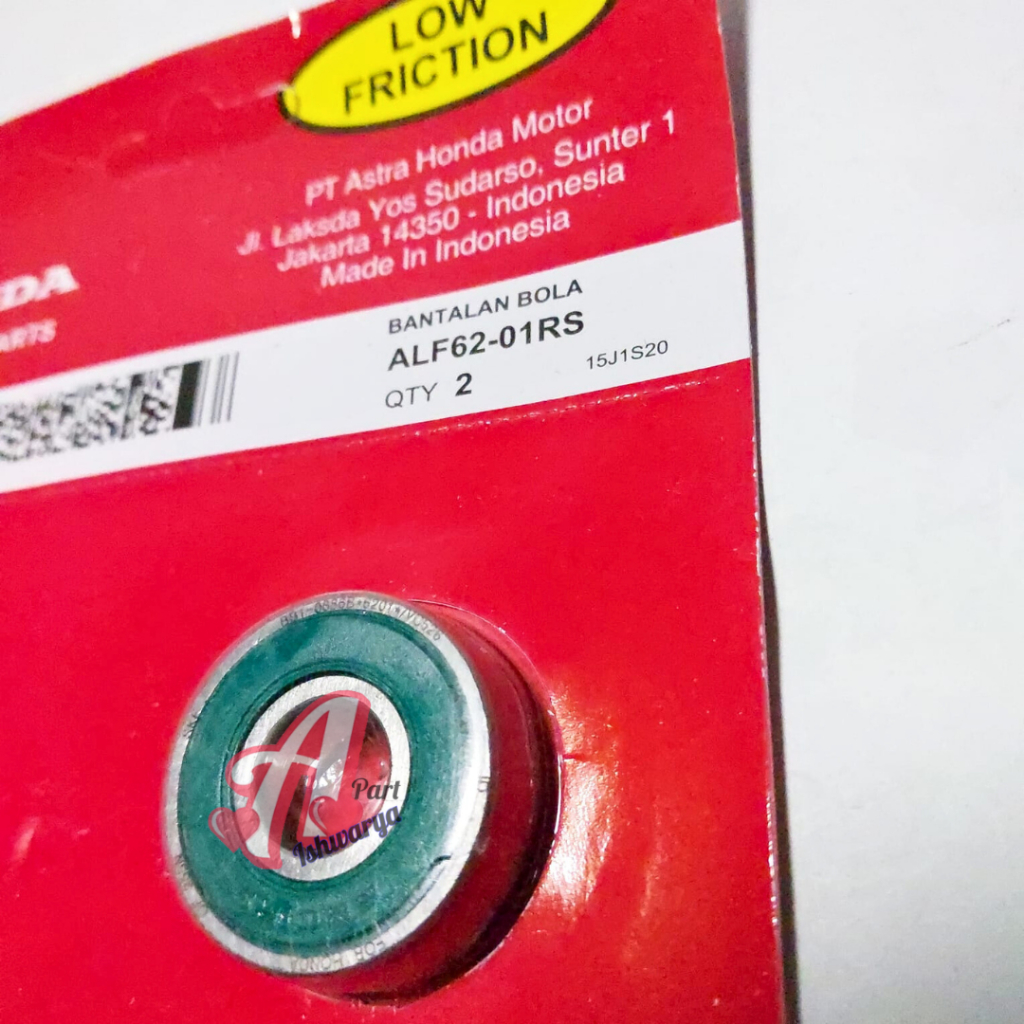 LOW
FRICTION
PT Astra Honda Motor
Jl. Laksda Yos Sudarso, Sunter 1
Jakarta 14350 - Indonesia
Made In Indonesia
DA
ARTS
BANTALAN BOLA
ALF62-01RS
QTY 2
15J1S20
Part
Ishwarya